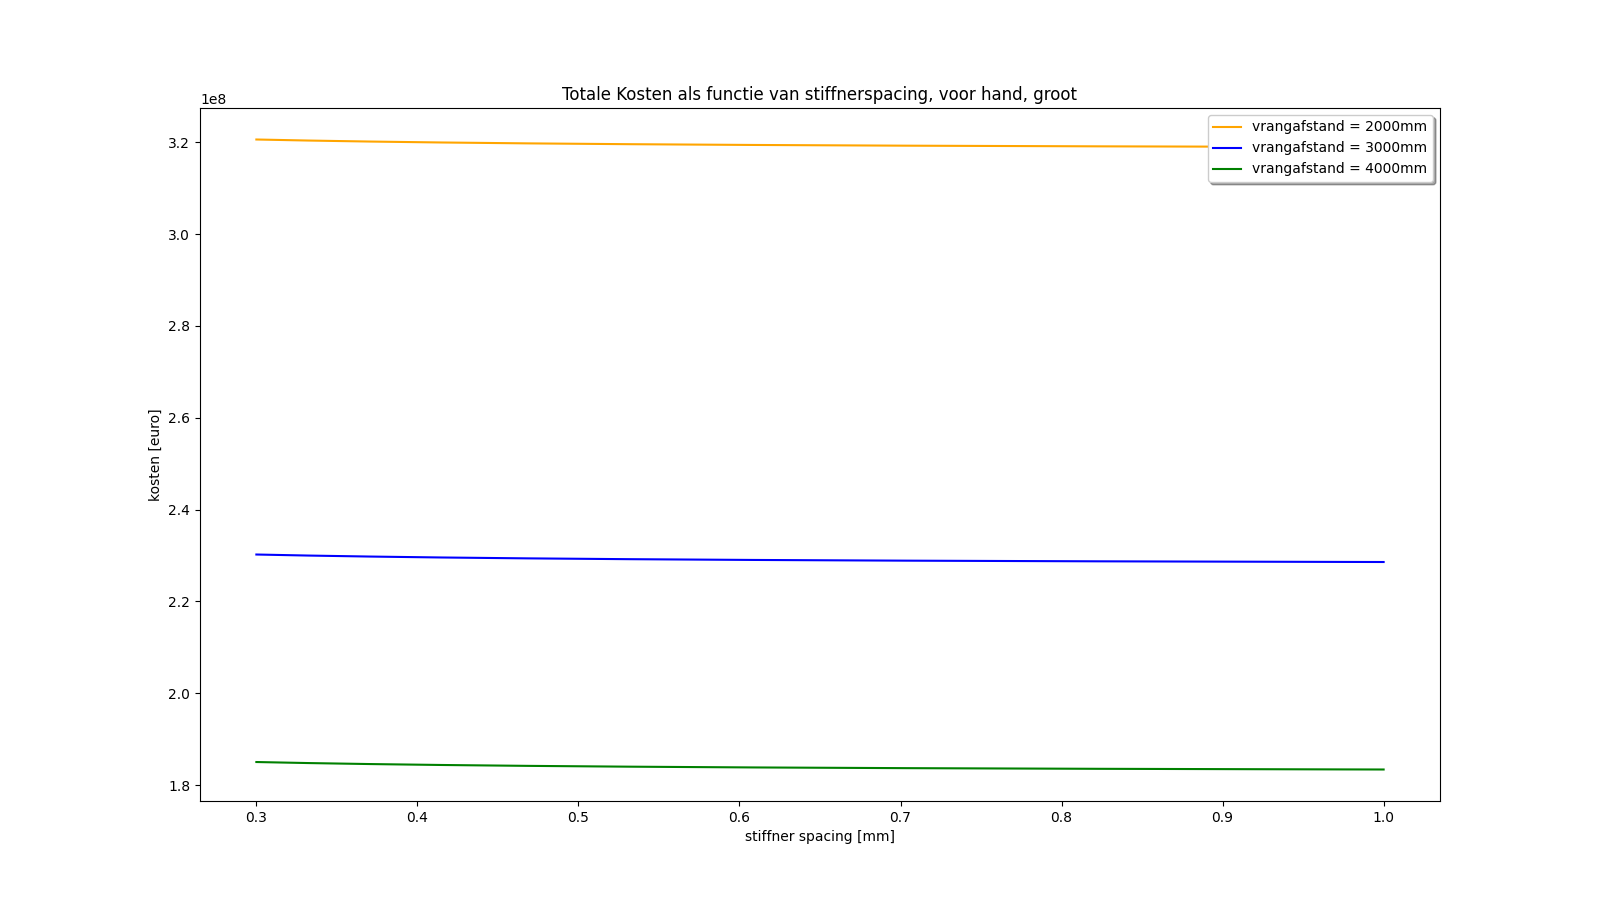 Totale Kosten als functie van stiffnerspacing, voor hand, groot
1e8
vrangafstand = 2000mm
vrangafstand = 3000mm
vrangafstand = 4000mm
3.2
3.0
2.8
2.6
2.4
2.2
2.0
1.8
kosten [euro]
0.3 0.4 0.5 0.6 0.7 0.8 0.9 1.0
stiffner spacing [mm]